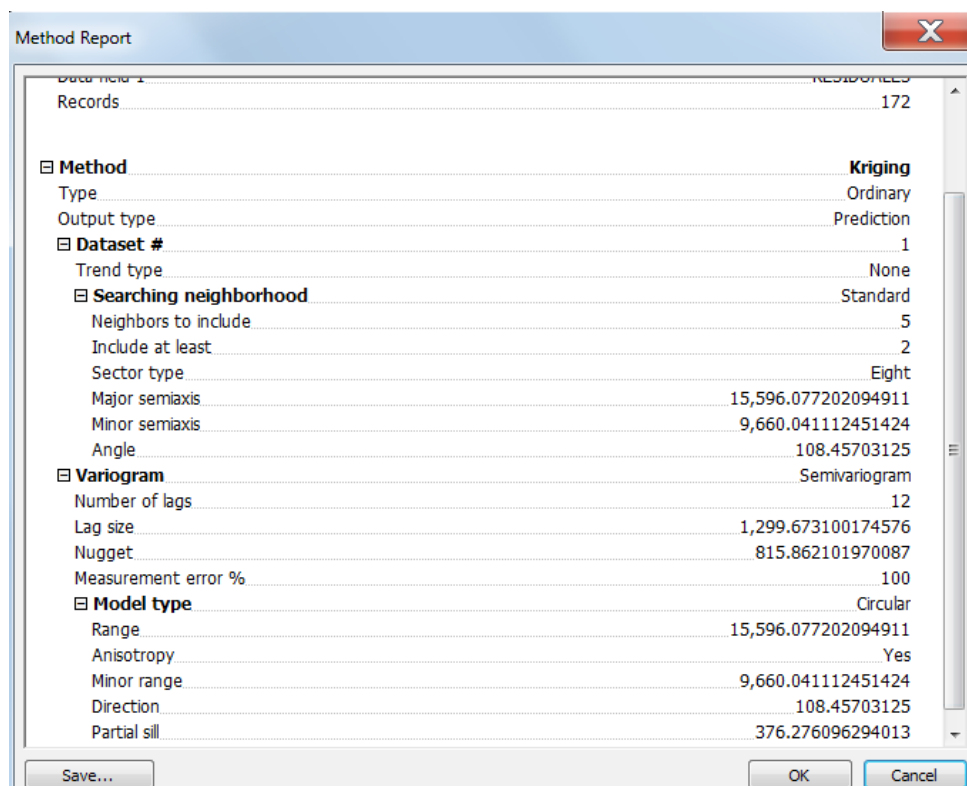 Method Report
Data field 1 RESIDUALES
Records 172
Method Kriging
Type Ordinary
Output type Prediction
Dataset # 1
Trend type None
Searching neighborhood Standard
Neighbors to include 5
Include at least 2
Sector type Eight
Major semiaxis 15,596.077202094911
Minor semiaxis 9,660.041112451424
Angle 108.45703125
Variogram Semivariogram
Number of lags 12
Lag size 1,299.673100174576
Nugget 815.862101970087
Measurement error % 100
Model type Circular
Range 15,596.077202094911
Anisotropy Yes
Minor range 9,660.041112451424
Direction 108.45703125
Partial sill 376.276096294013
Save... OK Cancel